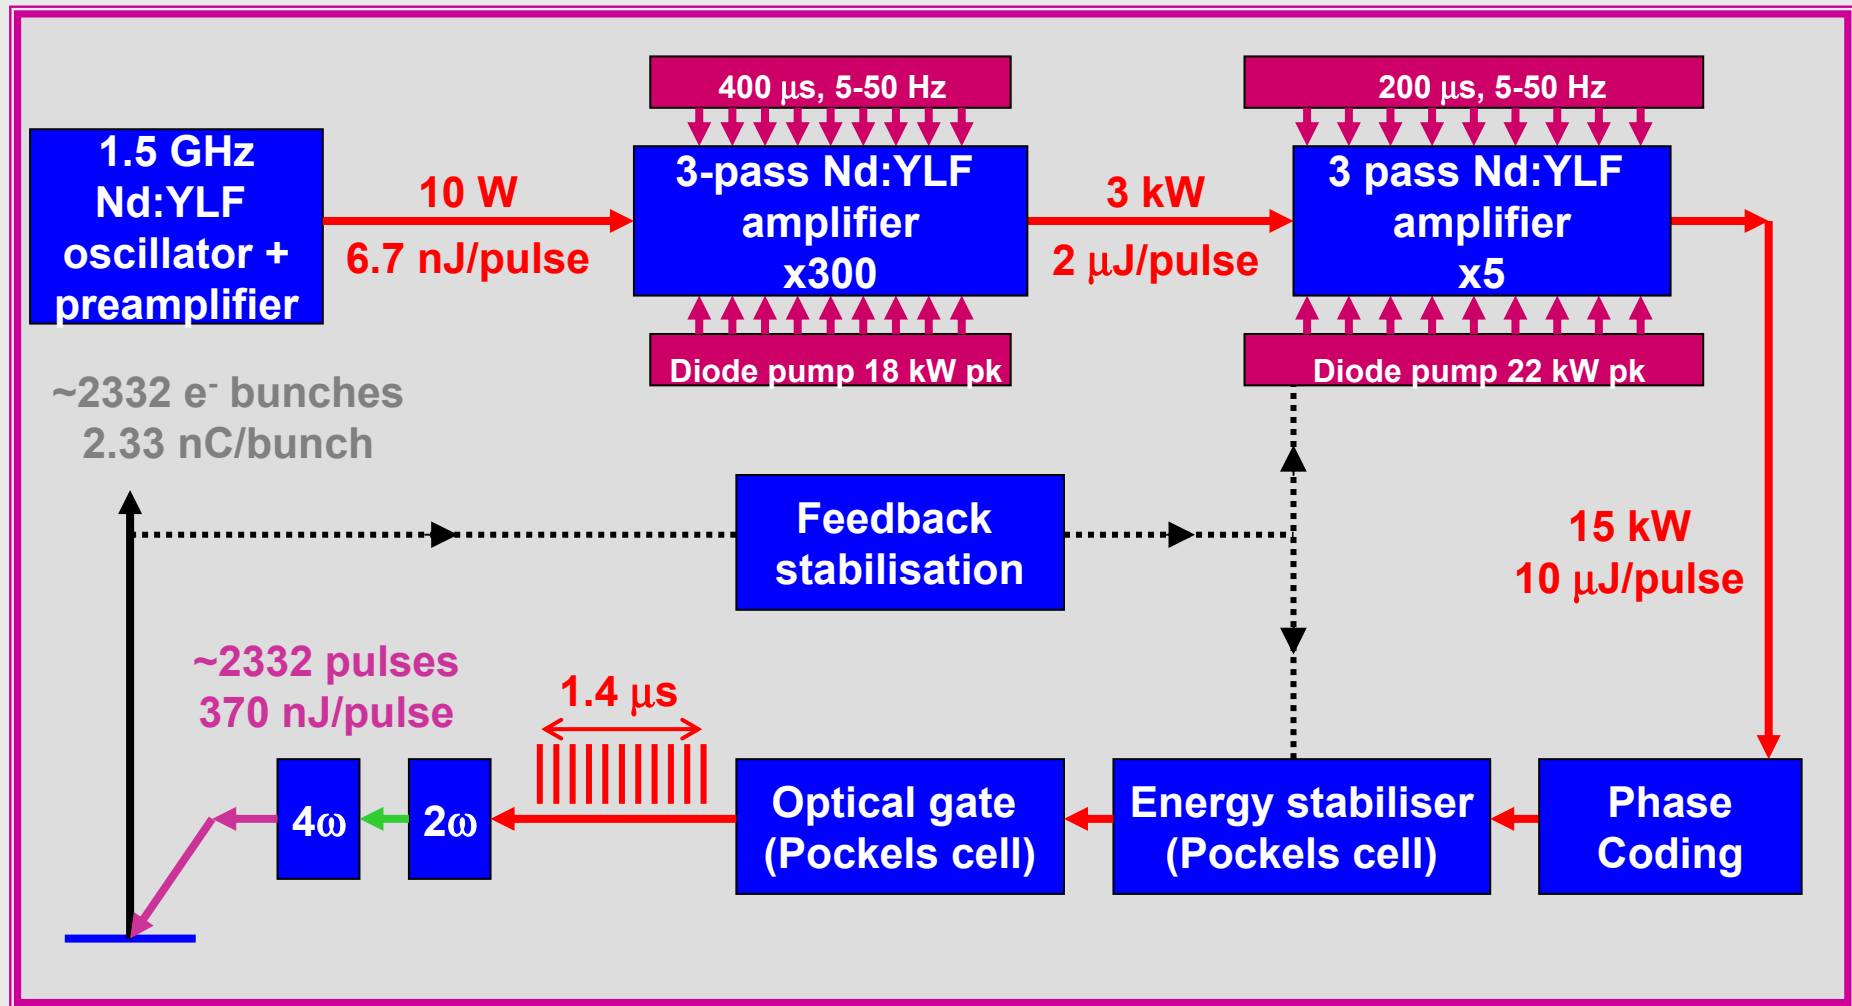 400 μs, 5-50 Hz
200 μs, 5-50 Hz
1.5 GHz
Nd:YLF
oscillator +
preamplifier
10 W
6.7 nJ/pulse
3-pass Nd:YLF
amplifier
x300
3 kW
2 μJ/pulse
3 pass Nd:YLF
amplifier
x5
Diode pump 18 kW pk
Diode pump 22 kW pk
~2332 e- bunches
2.33 nC/bunch
Feedback
stabilisation
15 kW
10 μJ/pulse
~2332 pulses
370 nJ/pulse
1.4 μs
4ω
2ω
Optical gate
(Pockels cell)
Energy stabiliser
(Pockels cell)
Phase
Coding